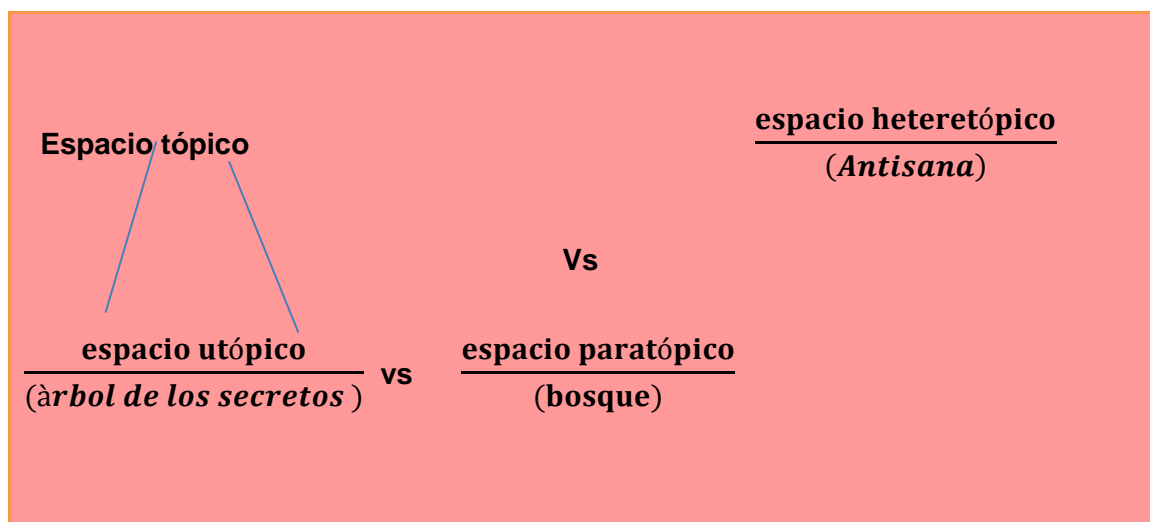 Espacio tópico
espacio heteretópico
(Antisana)
Vs
espacio utópico
(àrbol de los secretos )
vs
espacio paratópico
(bosque)